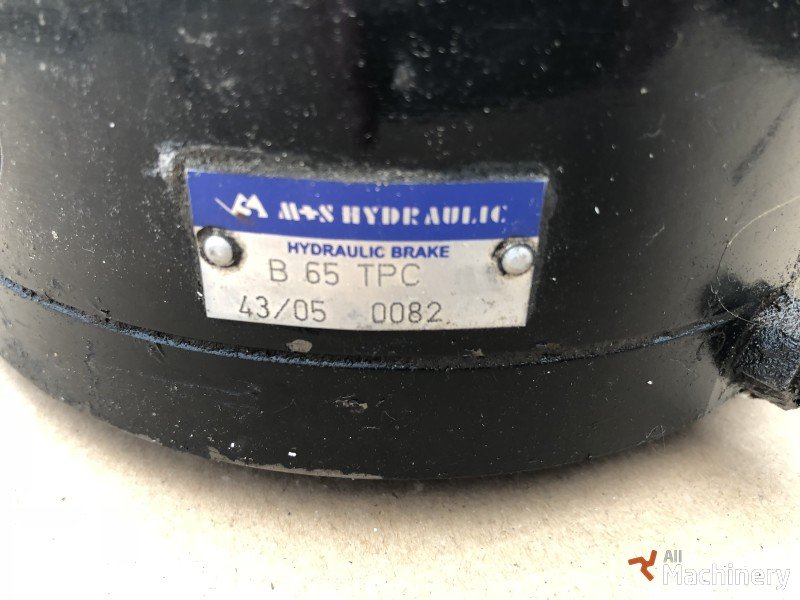 M+S HYDRAULIC
HYDRAULIC BRAKE
B 65 TPC
43/05 0082
All
Machinery